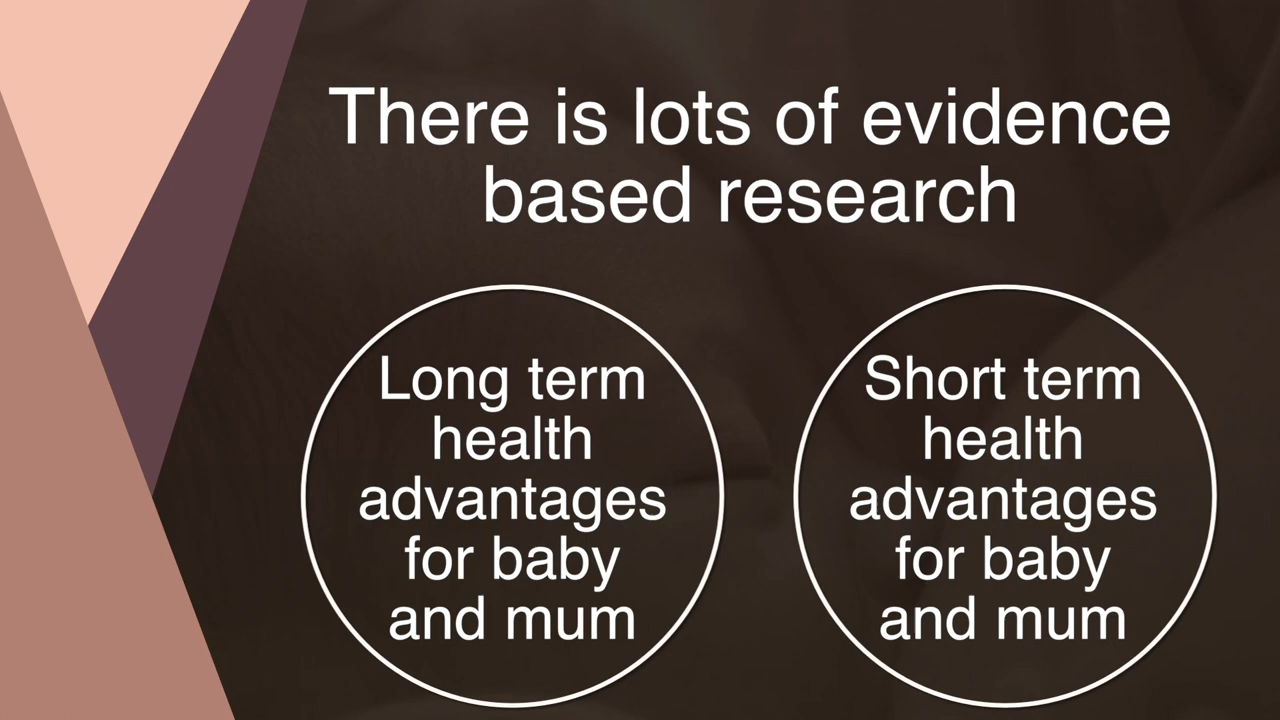 There is lots of evidence
based research
Long term
health
advantages
for baby
and mum
Short term
health
advantages
for baby
and mum